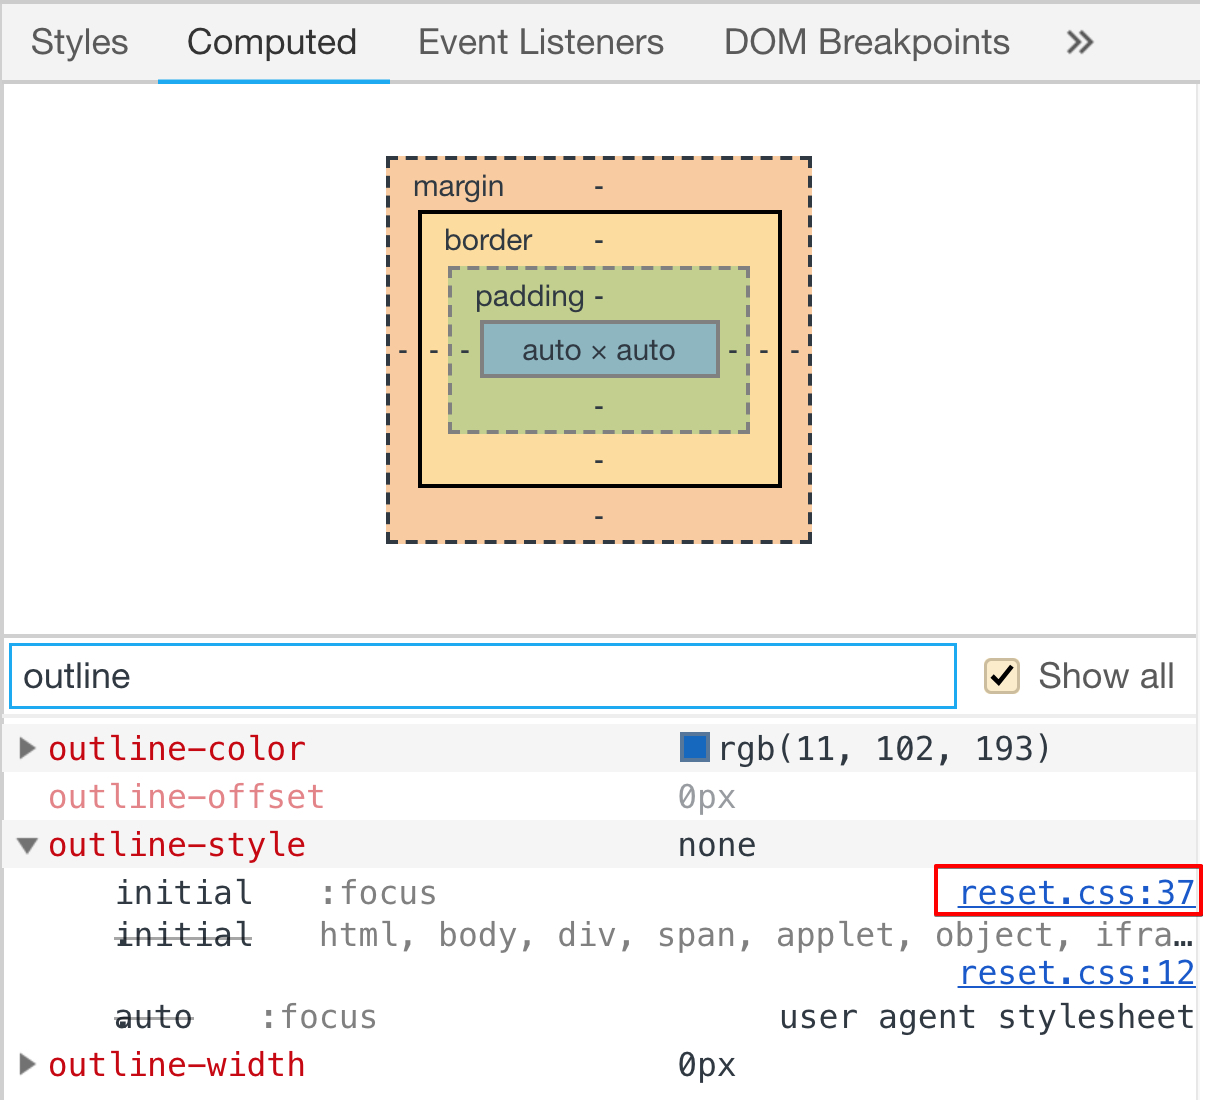 Styles Computed Event Listeners DOM Breakpoints »
margin -
border -
padding -
- - - auto × auto - - -
-
-
-
outline Show all
outline-color rgb(11, 102, 193)
outline-offset 0px
outline-style none
initial :focus reset.css:37
initial html, body, div, span, applet, object, ifra…
reset.css:12
auto :focus user agent stylesheet
outline-width 0px